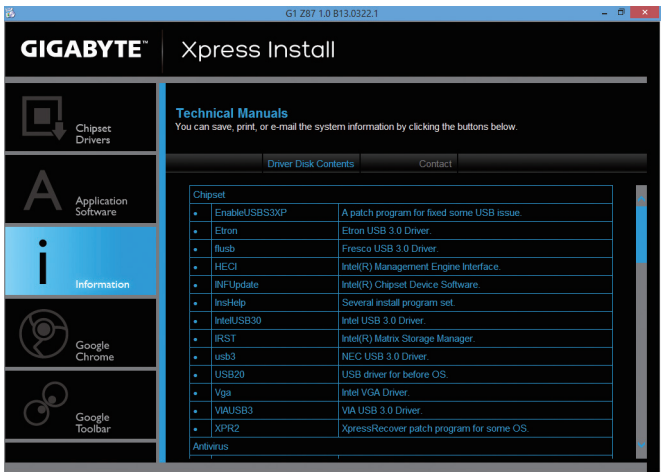 G1 Z87 1.0 B13.0322.1
GIGABYTE™
Xpress Install
Chipset
Drivers
Application
Software
Information
Google
Chrome
Google
Toolbar
Technical Manuals
You can save, print, or e-mail the system information by clicking the buttons below.
Driver Disk Contents Contact
Chipset
EnableUSBS3XP A patch program for fixed some USB issue.
Etron Etron USB 3.0 Driver.
flusb Fresco USB 3.0 Driver.
HECI Intel(R) Management Engine Interface.
INFUpdate Intel(R) Chipset Device Software.
InsHelp Several install program set.
IntelUSB30 Intel USB 3.0 Driver.
IRST Intel(R) Matrix Storage Manager.
usb3 NEC USB 3.0 Driver.
USB20 USB driver for before OS.
Vga Intel VGA Driver.
VIAUSB3 VIA USB 3.0 Driver.
XPR2 XpressRecover patch program for some OS.
Antivirus